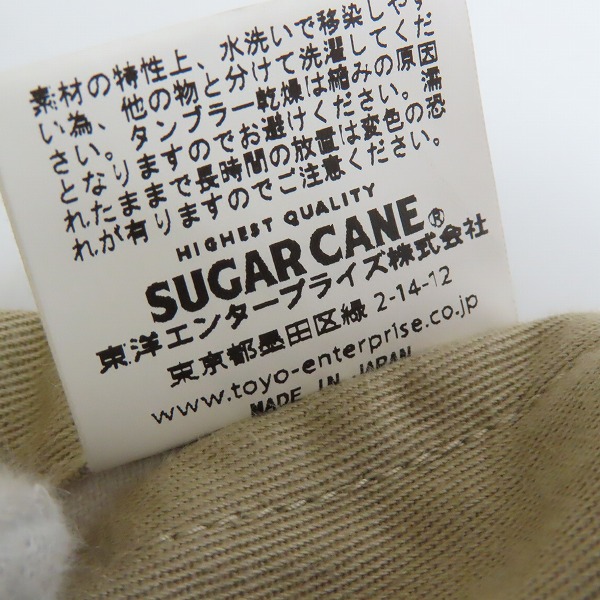 素材の特性上、水洗いで移染しやす
い為、他の物と分けて洗濯してくだ
さい。タンブラー乾燥は縮みの原因
となりますのでお避けください。濡
れたままで長時間の放置は変色の恐
れが有りますのでご注意ください。
HIGHEST QUALITY
SUGAR CANE®
東洋エンタープライズ株式会社
東京都墨田区緑 2-14-12
www.toyo-enterprise.co.jp
MADE IN JAPAN